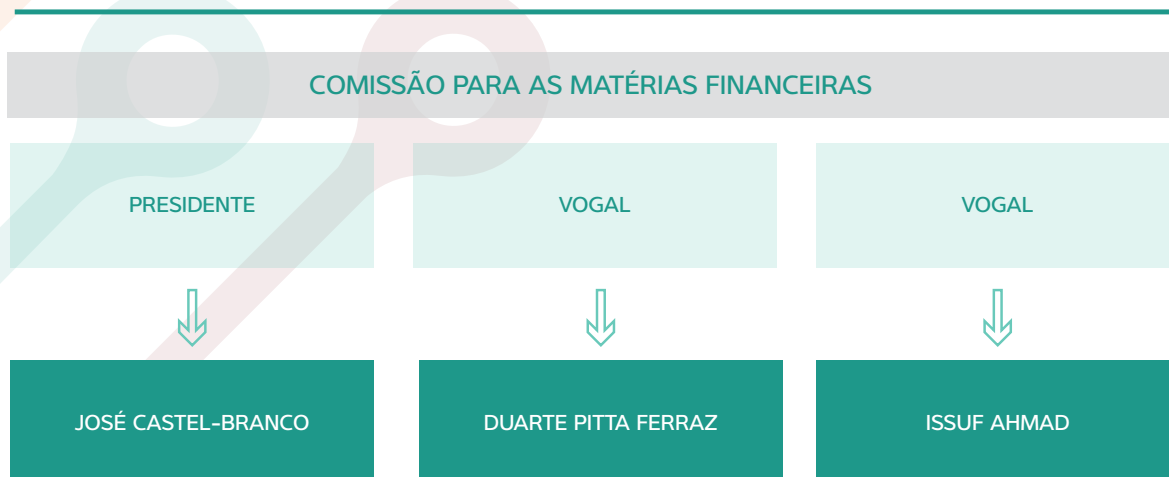 COMISSÃO PARA AS MATÉRIAS FINANCEIRAS
PRESIDENTE
VOGAL
VOGAL
JOSÉ CASTEL-BRANCO
DUARTE PITTA FERRAZ
ISSUF AHMAD